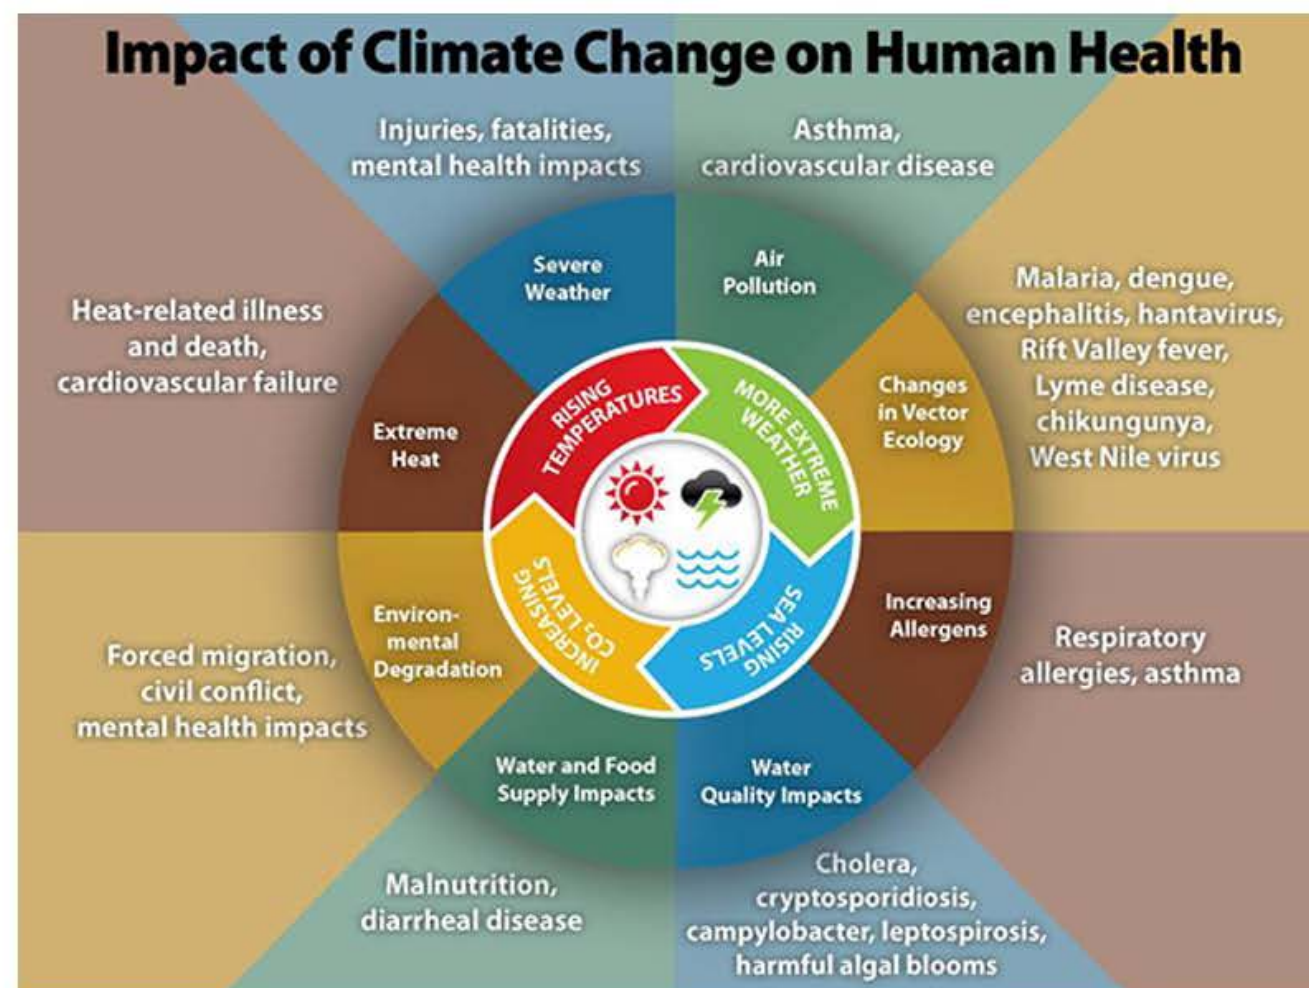 Impact of Climate Change on Human Health
Injuries, fatalities,
mental health impacts
Asthma,
cardiovascular disease
Severe
Weather
Air
Pollution
Heat-related illness
and death,
cardiovascular failure
Extreme
Heat
RISING
TEMPERATURES
MORE EXTREME
WEATHER
Changes
in Vector
Ecology
Malaria, dengue,
encephalitis, hantavirus,
Rift Valley fever,
Lyme disease,
chikungunya,
West Nile virus
Forced migration,
civil conflict,
mental health impacts
Environ-
mental
Degradation
INCREASING
CO₂ LEVELS
RISING
SEA LEVELS
Increasing
Allergens
Respiratory
allergies, asthma
Water and Food
Supply Impacts
Water
Quality Impacts
Malnutrition,
diarrheal disease
Cholera,
cryptosporidiosis,
campylobacter, leptospirosis,
harmful algal blooms